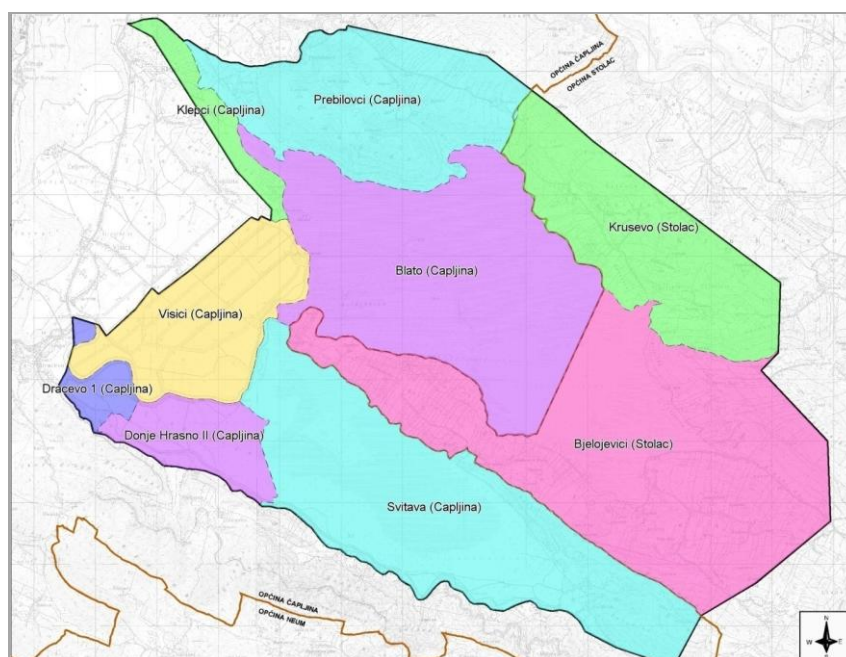 OPĆINA ČAPLJINA
OPĆINA STOLAC
Prebilovci (Capljina)
Klepci (Capljina)
Krusevo (Stolac)
Blato (Capljina)
Visici (Capljina)
Dracevo 1 (Capljina)
Donje Hrasno II (Capljina)
Bjelojevici (Stolac)
Svitava (Capljina)
OPĆINA ČAPLJINA
OPĆINA NEUM
N
W E